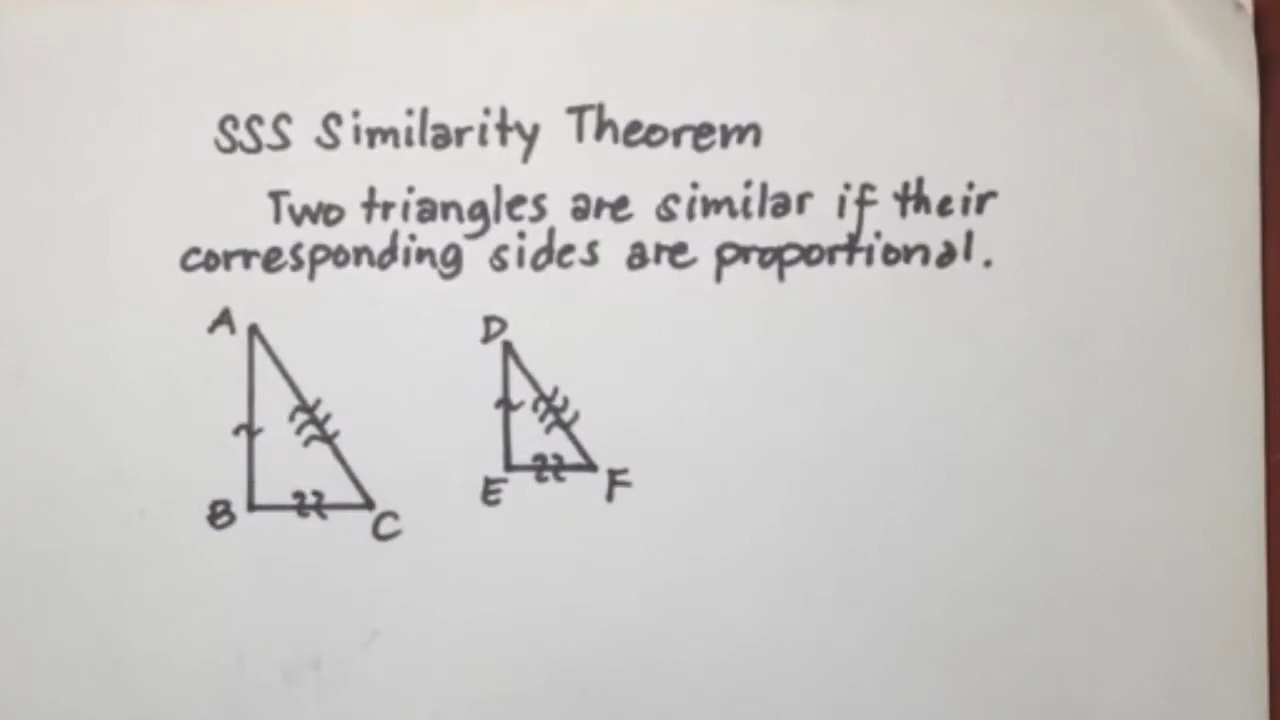 SSS Similarity Theorem
Two triangles are similar if their
corresponding sides are proportional.
A
D
B
C
E
F